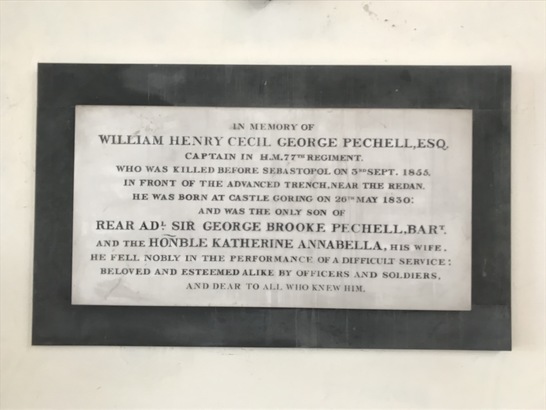 IN MEMORY OF
WILLIAM HENRY CECIL GEORGE PECHELL, ESQ.
CAPTAIN IN H.M. 77TH REGIMENT.
WHO WAS KILLED BEFORE SEBASTOPOL ON 3RD SEPT. 1855.
IN FRONT OF THE ADVANCED TRENCH, NEAR THE REDAN.
HE WAS BORN AT CASTLE GORING ON 26TH MAY 1830:
AND WAS THE ONLY SON OF
REAR ADL. SIR GEORGE BROOKE PECHELL, BART.
AND THE HONBLE KATHERINE ANNABELLA, HIS WIFE.
HE FELL NOBLY IN THE PERFORMANCE OF A DIFFICULT SERVICE:
BELOVED AND ESTEEMED ALIKE BY OFFICERS AND SOLDIERS,
AND DEAR TO ALL WHO KNEW HIM.